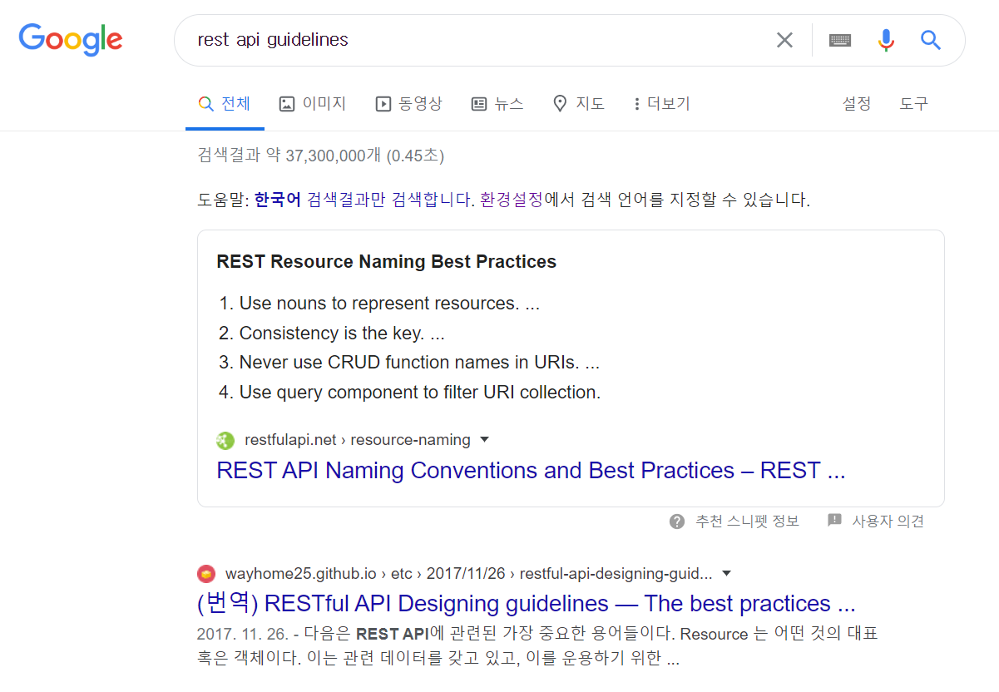 Google
rest api guidelines
전체 이미지 동영상 뉴스 지도 더보기 설정 도구
검색결과 약 37,300,000개 (0.45초)
도움말: 한국어 검색결과만 검색합니다. 환경설정에서 검색 언어를 지정할 수 있습니다.
REST Resource Naming Best Practices
1. Use nouns to represent resources. ...
2. Consistency is the key. ...
3. Never use CRUD function names in URIs. ...
4. Use query component to filter URI collection.
restfulapi.net › resource-naming
REST API Naming Conventions and Best Practices – REST ...
추천 스니펫 정보 사용자 의견
wayhome25.github.io › etc › 2017/11/26 › restful-api-designing-guid...
(번역) RESTful API Designing guidelines — The best practices ...
2017. 11. 26. - 다음은 REST API에 관련된 가장 중요한 용어들이다. Resource 는 어떤 것의 대표
혹은 객체이다. 이는 관련 데이터를 갖고 있고, 이를 운용하기 위한 ...